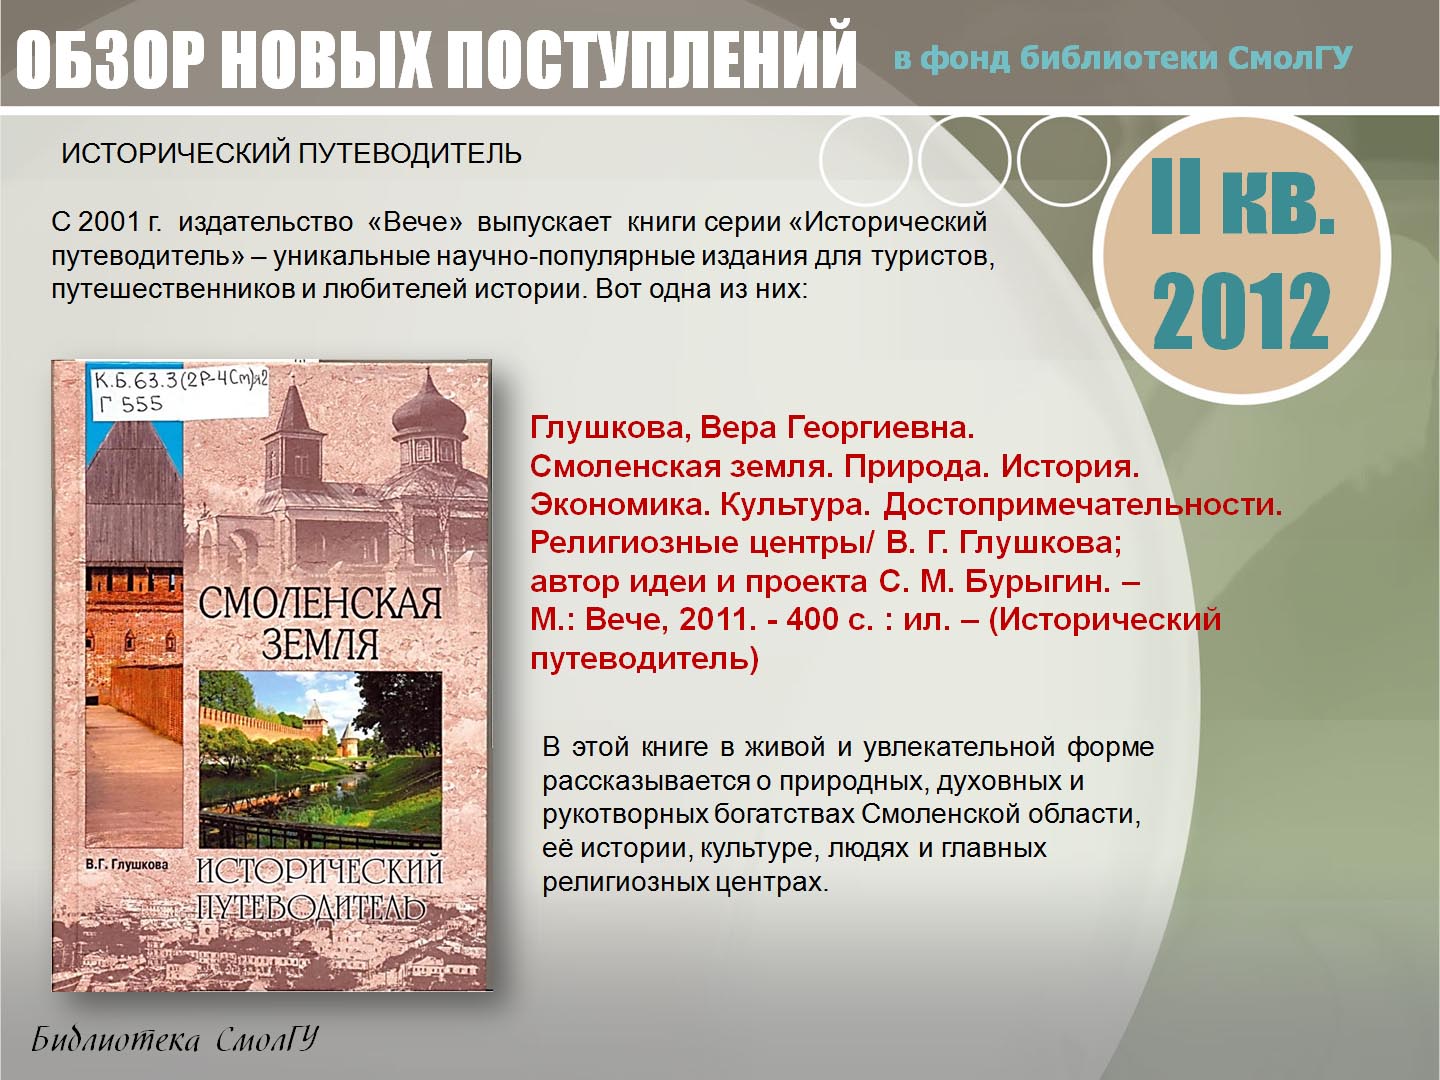 ОБЗОР НОВЫХ ПОСТУПЛЕНИЙ в фонд библиотеки СмолГУ
II кв.
2012
ИСТОРИЧЕСКИЙ ПУТЕВОДИТЕЛЬ
С 2001 г. издательство «Вече» выпускает книги серии «Исторический
путеводитель» – уникальные научно-популярные издания для туристов,
путешественников и любителей истории. Вот одна из них:
К.Б.63.3(2Р-4См)я2
Г 555
СМОЛЕНСКАЯ
ЗЕМЛЯ
В.Г. Глушкова
ИСТОРИЧЕСКИЙ
ПУТЕВОДИТЕЛЬ
Глушкова, Вера Георгиевна.
Смоленская земля. Природа. История.
Экономика. Культура. Достопримечательности.
Религиозные центры/ В. Г. Глушкова;
автор идеи и проекта С. М. Бурыгин. –
М.: Вече, 2011. - 400 с. : ил. – (Исторический
путеводитель)
В этой книге в живой и увлекательной форме
рассказывается о природных, духовных и
рукотворных богатствах Смоленской области,
её истории, культуре, людях и главных
религиозных центрах.
Библиотека СмолГУ